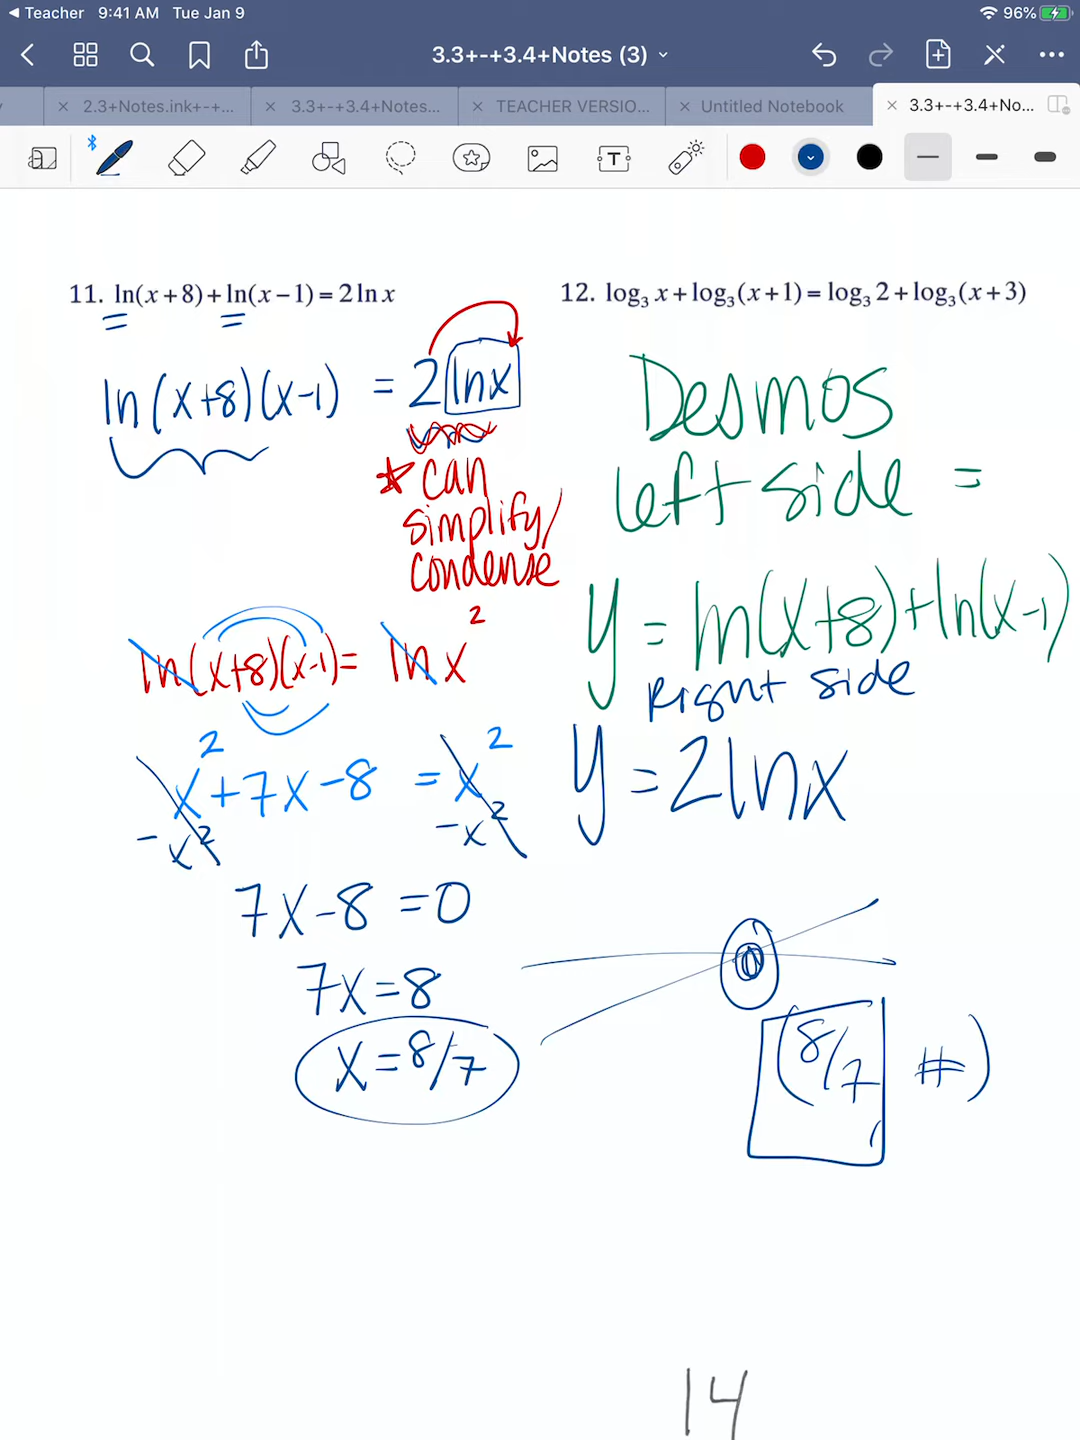 Teacher 9:41 AM Tue Jan 9 96%
3.3+-+3.4+Notes (3)
2.3+Notes.ink+-+... 3.3+-+3.4+Notes... TEACHER VERSIO... Untitled Notebook 3.3+-+3.4+No...
11. ln(x+8)+ln(x−1)=2ln x
ln(x+8)(x-1) = 2 lnx
* can
simplify/
condense
ln(x+8)(x-1) = ln x²
x²+7x-8 = x²
-x² -x²
7x-8 =0
7x=8
x=8/7
12. log₃ x+log₃(x+1)=log₃ 2+log₃(x+3)
Desmos
left side =
y = ln(x+8)+ln(x-1)
Right side
y =2lnx
(8/7, #)
14